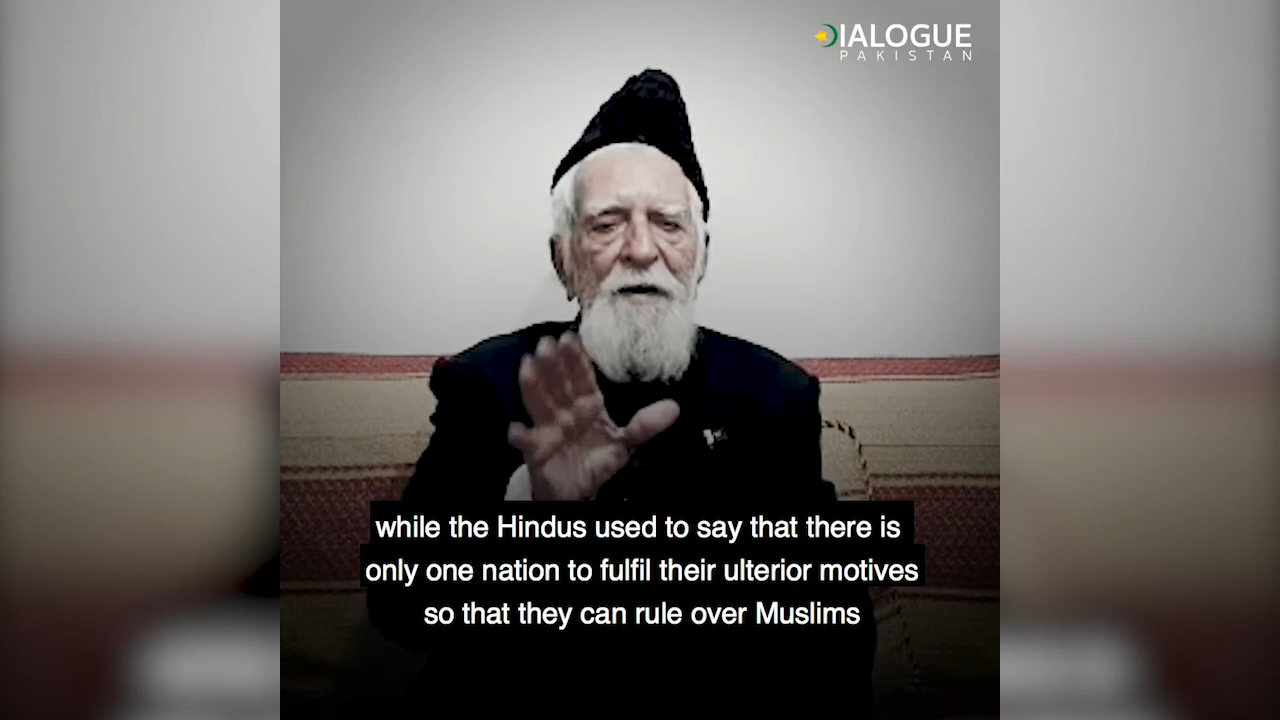 DIALOGUE
PAKISTAN
while the Hindus used to say that there is
only one nation to fulfil their ulterior motives
so that they can rule over Muslims